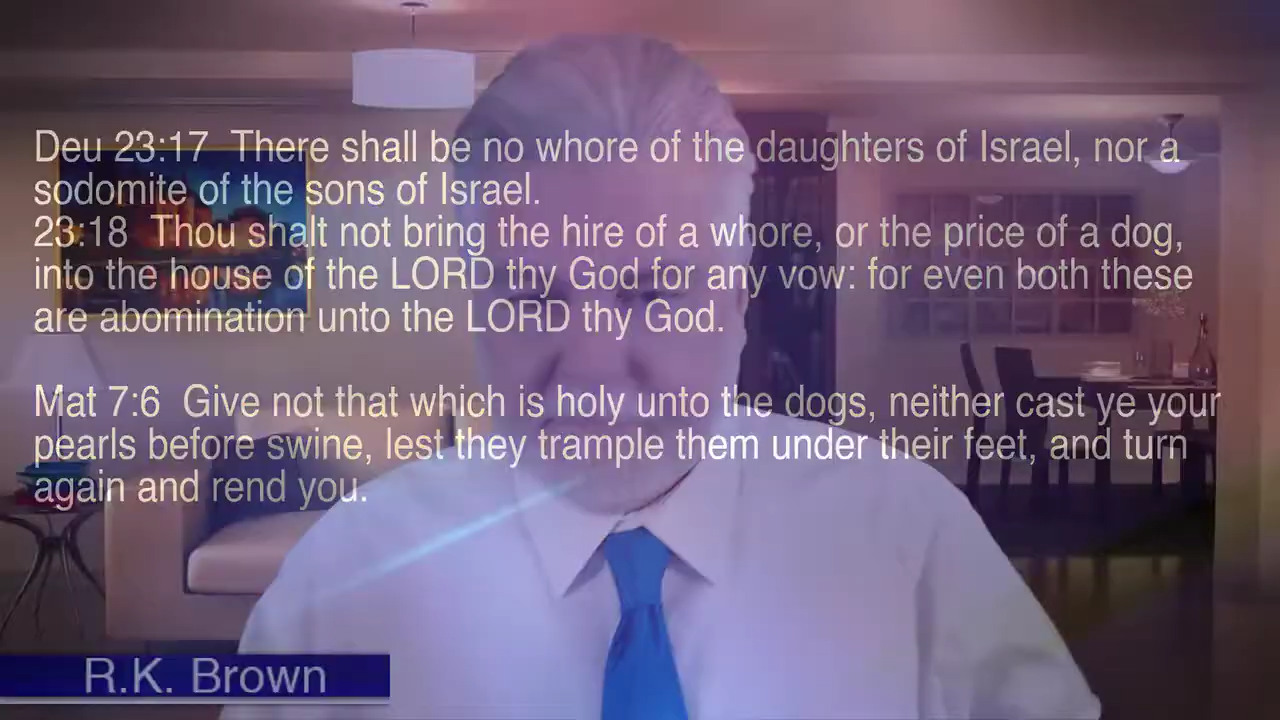 Deu 23:17  There shall be no whore of the daughters of Israel, nor a
sodomite of the sons of Israel.
23:18  Thou shalt not bring the hire of a whore, or the price of a dog,
into the house of the LORD thy God for any vow: for even both these
are abomination unto the LORD thy God.
Mat 7:6  Give not that which is holy unto the dogs, neither cast ye your
pearls before swine, lest they trample them under their feet, and turn
again and rend you.
R.K. Brown